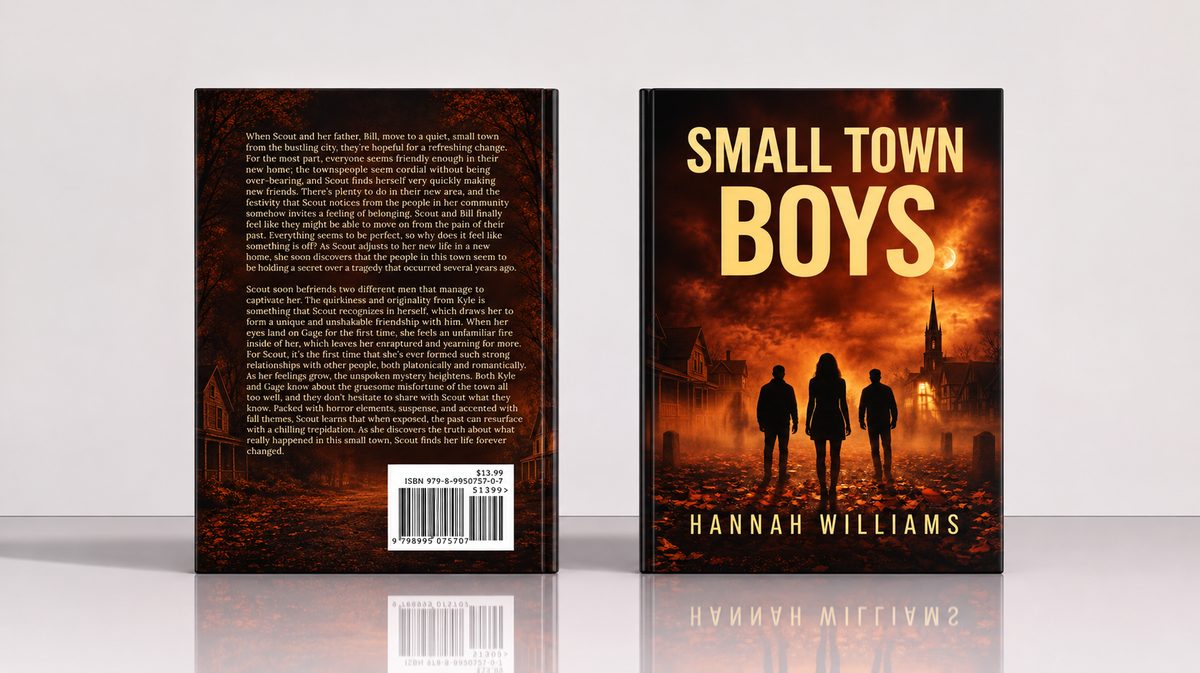 When Scout and her father, Bill, move to a quiet, small town
from the bustling city, they're hopeful for a refreshing change.
For the most part, everyone seems friendly enough in their
new home; the townspeople seem cordial without being
over-bearing, and Scout finds herself very quickly making
new friends. There's plenty to do in their new area, and the
festivity that Scout notices from the people in her community
somehow invites a feeling of belonging. Scout and Bill finally
feel like they might be able to move on from the pain of their
past. Everything seems to be perfect, so why does it feel like
something is off? As Scout adjusts to her new life in a new
home, she soon discovers that the people in this town seem to
be holding a secret over a tragedy that occurred several years ago.
Scout soon befriends two different men that manage to
captivate her. The quirkiness and originality from Kyle is
something that Scout recognizes in herself, which draws her to
form a unique and unshakable friendship with him. When her
eyes land on Gage for the first time, she feels an unfamiliar fire
inside of her, which leaves her enraptured and yearning for more.
For Scout, it's the first time that she's ever formed such strong
relationships with other people, both platonically and romantically.
As her feelings grow, the unspoken mystery heightens. Both Kyle
and Gage know about the gruesome misfortune of the town all
too well, and they don't hesitate to share with Scout what they
know. Packed with horror elements, suspense, and accented with
fall themes, Scout learns that when exposed, the past can resurface
with a chilling trepidation. As she discovers the truth about what
really happened in this small town, Scout finds her life forever
changed.
$13.99
ISBN 979-8-9950757-0-7
51399>
9 798995 075707
SMALL TOWN
BOYS
HANNAH WILLIAMS